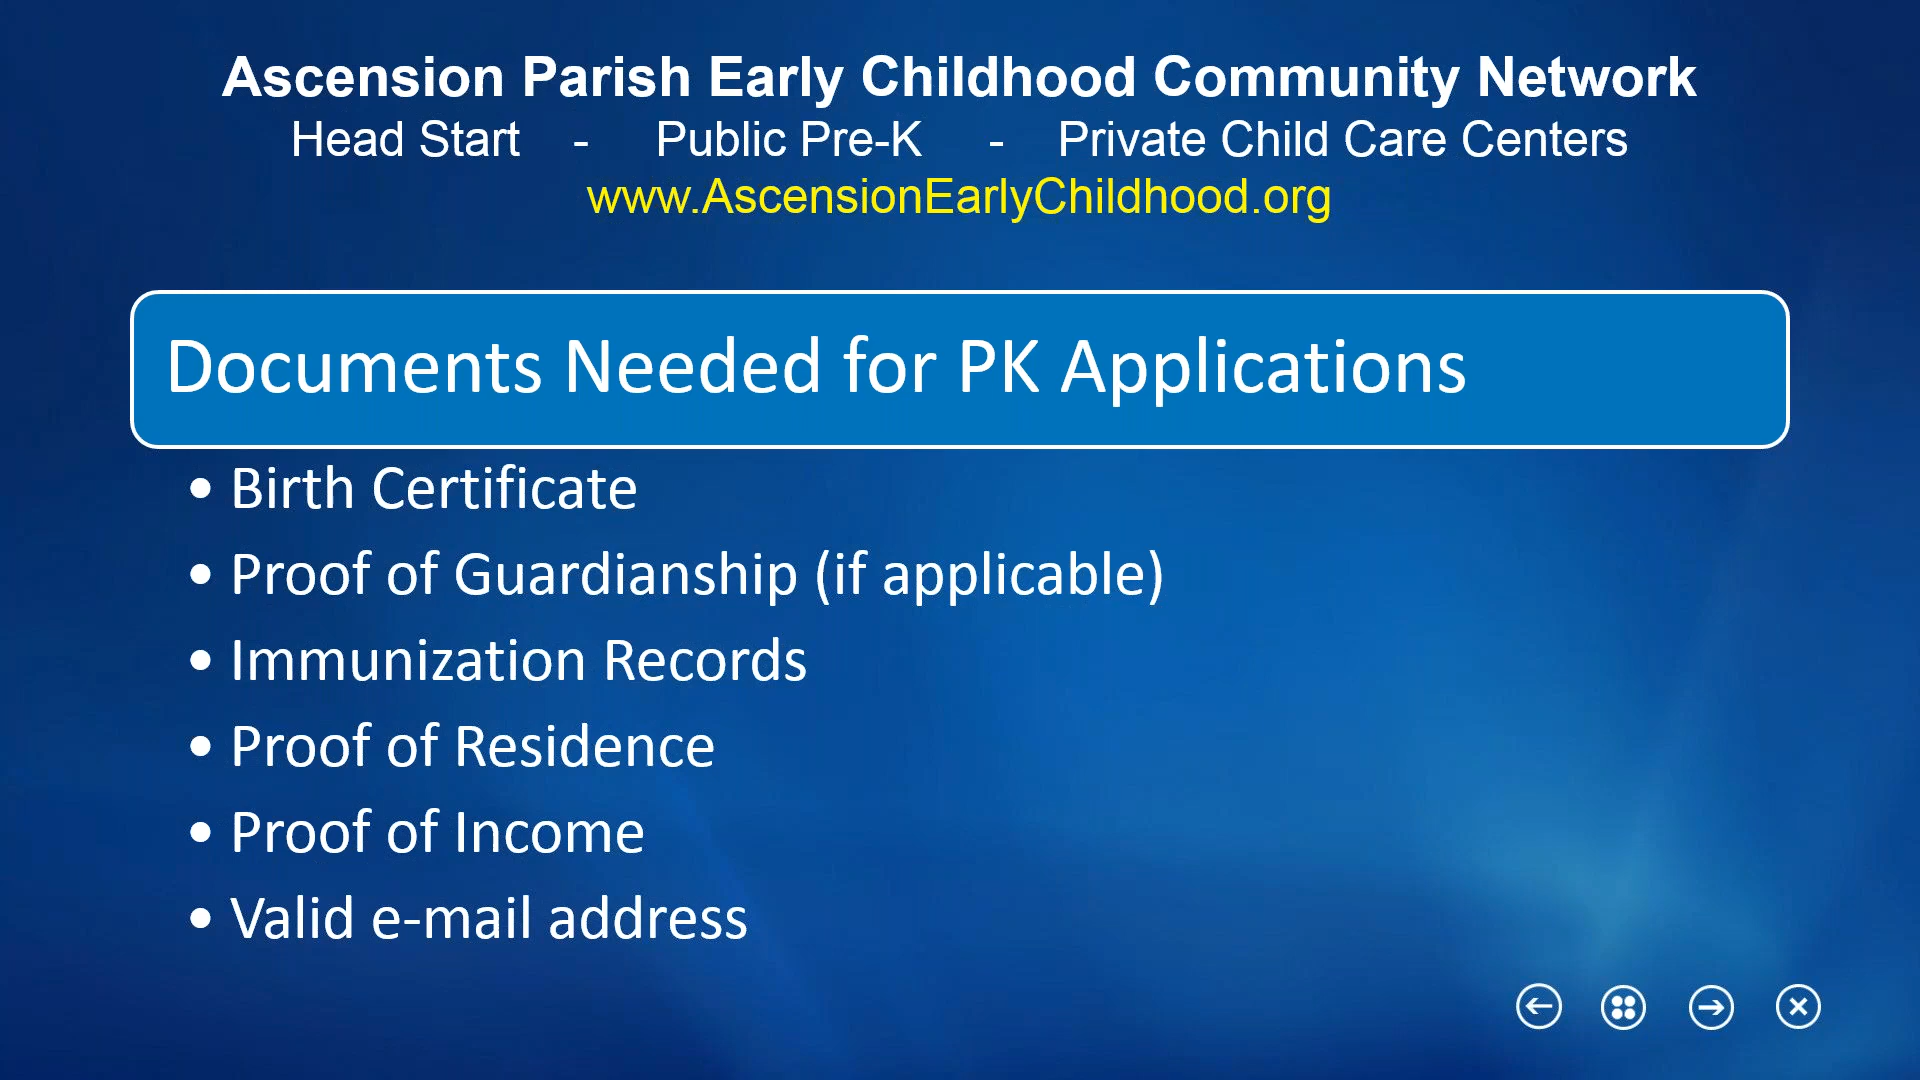 Ascension Parish Early Childhood Community Network
Head Start - Public Pre-K - Private Child Care Centers
www.AscensionEarlyChildhood.org
Documents Needed for PK Applications
• Birth Certificate
• Proof of Guardianship (if applicable)
• Immunization Records
• Proof of Residence
• Proof of Income
• Valid e-mail address